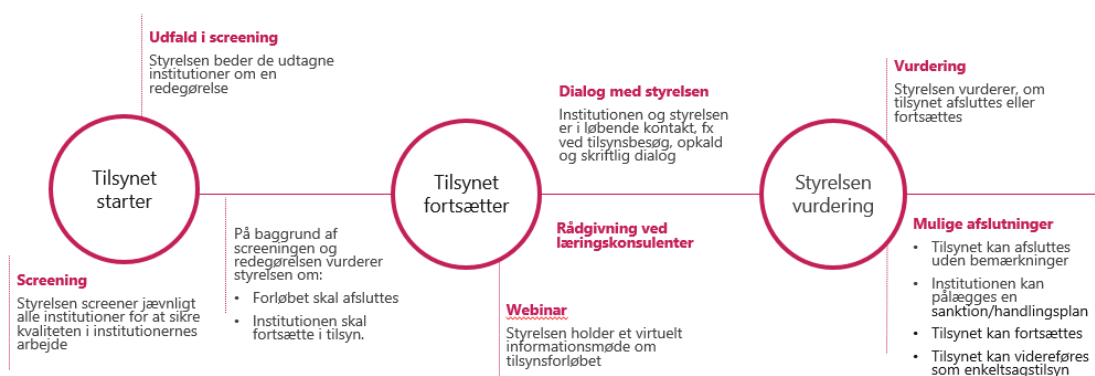 Screening
Styrelsen screener jævnligt
alle institutioner for at sikre
kvaliteten i institutionernes
arbejde
Tilsynet
starter
Udfald i screening
Styrelsen beder de udtagne
institutioner om en
redegørelse
På baggrund af
screeningen og
redegørelsen vurderer
styrelsen om:
• Forløbet skal afsluttes
• Institutionen skal
fortsætte i tilsyn.
Tilsynet
fortsætter
Webinar
Styrelsen holder et virtuelt
informationsmøde om
tilsynsforløbet
Dialog med styrelsen
Institutionen og styrelsen
er i løbende kontakt, fx
ved tilsynsbesøg, opkald
og skriftlig dialog
Rådgivning ved
læringskonsulenter
Styrelsen
vurdering
Vurdering
Styrelsen vurderer, om
tilsynet afsluttes eller
fortsættes
Mulige afslutninger
• Tilsynet kan afsluttes
uden bemærkninger
• Institutionen kan
pålægges en
sanktion/handlingsplan
• Tilsynet kan fortsættes
• Tilsynet kan videreføres
som enkeltsagstilsyn